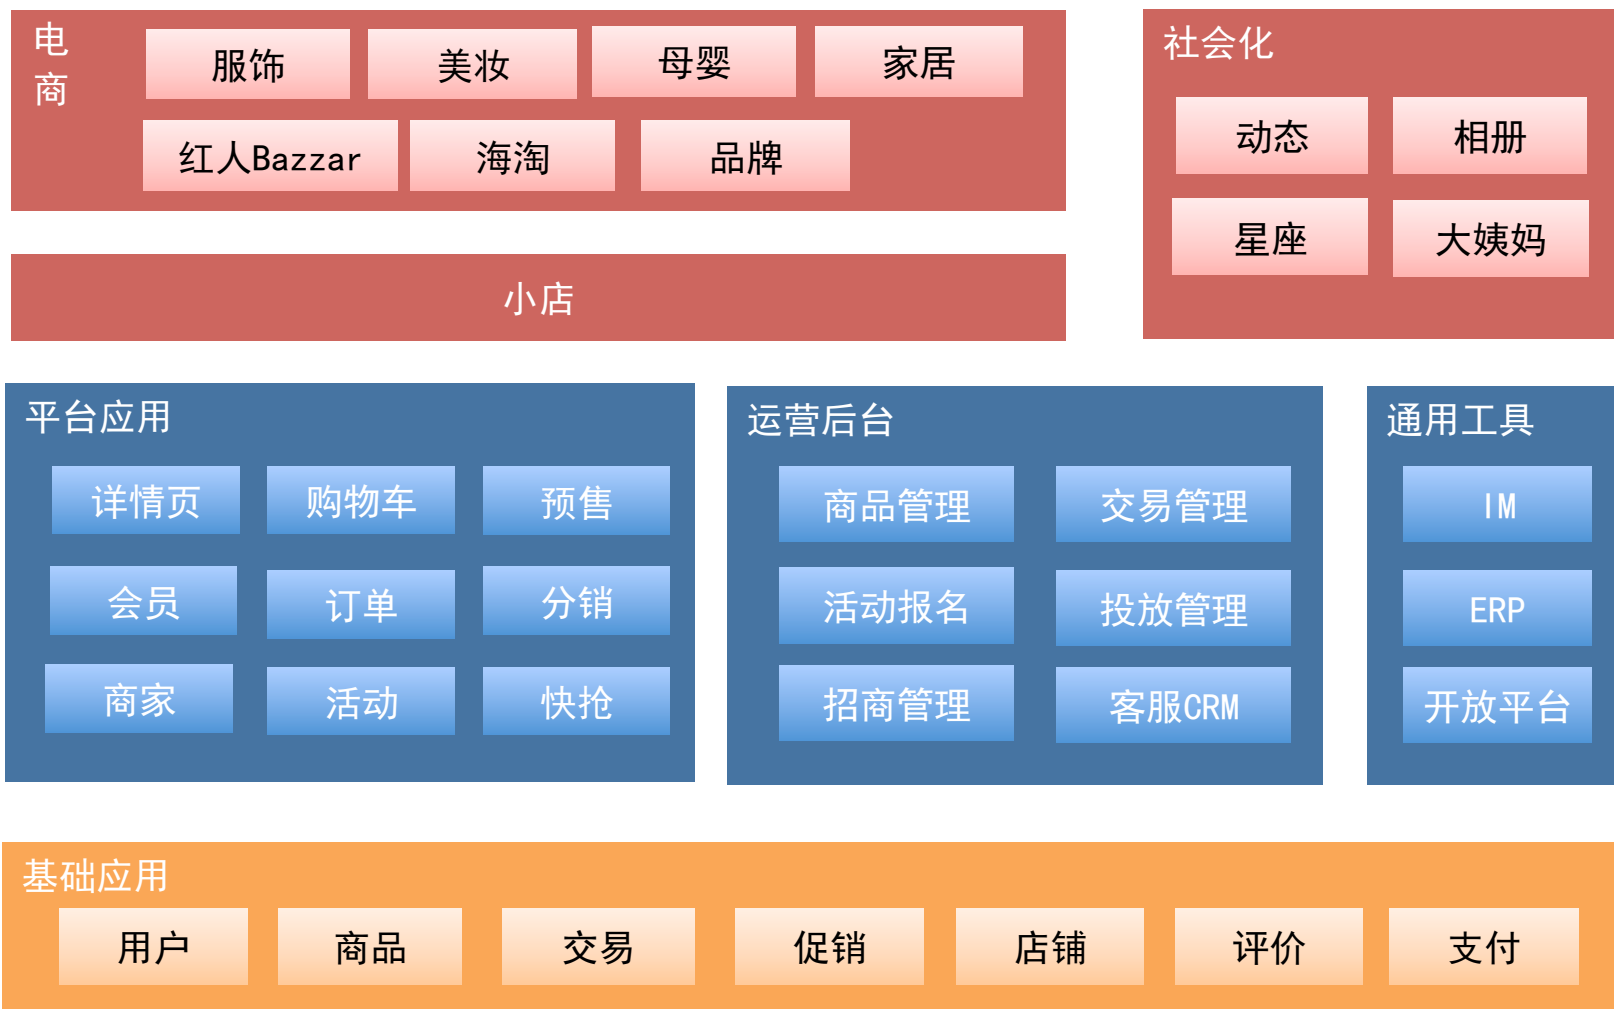 电
商
服饰
美妆
母婴
家居
红人Bazzar
海淘
品牌
社会化
动态
相册
星座
大姨妈
小店
平台应用
详情页
购物车
预售
会员
订单
分销
商家
活动
快抢
运营后台
商品管理
交易管理
活动报名
投放管理
招商管理
客服CRM
通用工具
IM
ERP
开放平台
基础应用
用户
商品
交易
促销
店铺
评价
支付